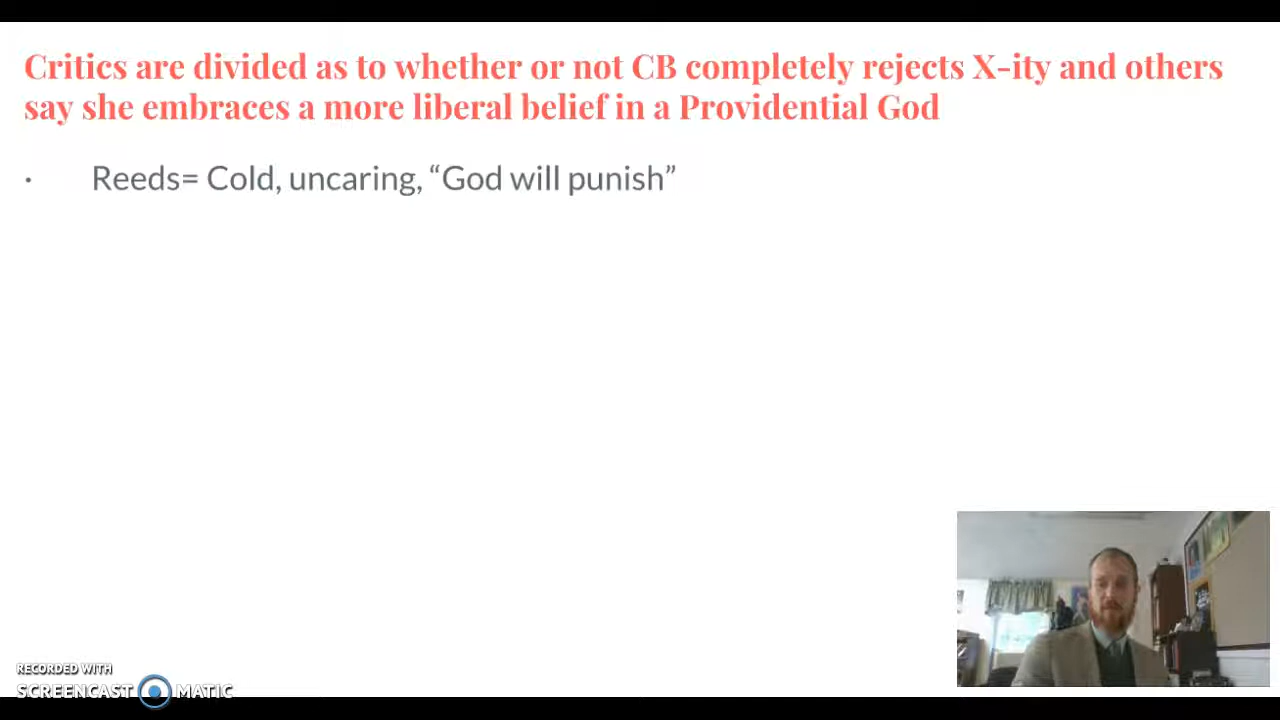 Critics are divided as to whether or not CB completely rejects X-ity and others
say she embraces a more liberal belief in a Providential God
· Reeds= Cold, uncaring, “God will punish”
RECORDED WITH
SCREENCAST MATIC